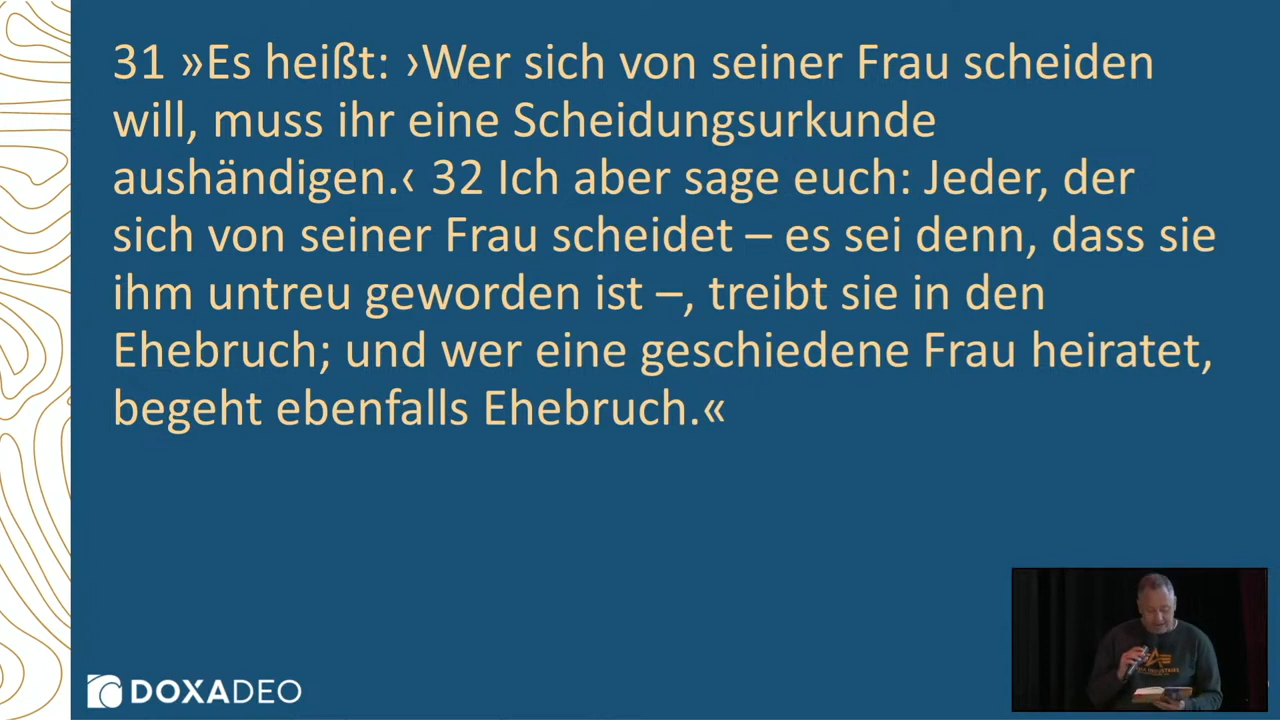 31 »Es heißt: ›Wer sich von seiner Frau scheiden
will, muss ihr eine Scheidungsurkunde
aushändigen.‹ 32 Ich aber sage euch: Jeder, der
sich von seiner Frau scheidet – es sei denn, dass sie
ihm untreu geworden ist –, treibt sie in den
Ehebruch; und wer eine geschiedene Frau heiratet,
begeht ebenfalls Ehebruch.«
DOXADEO